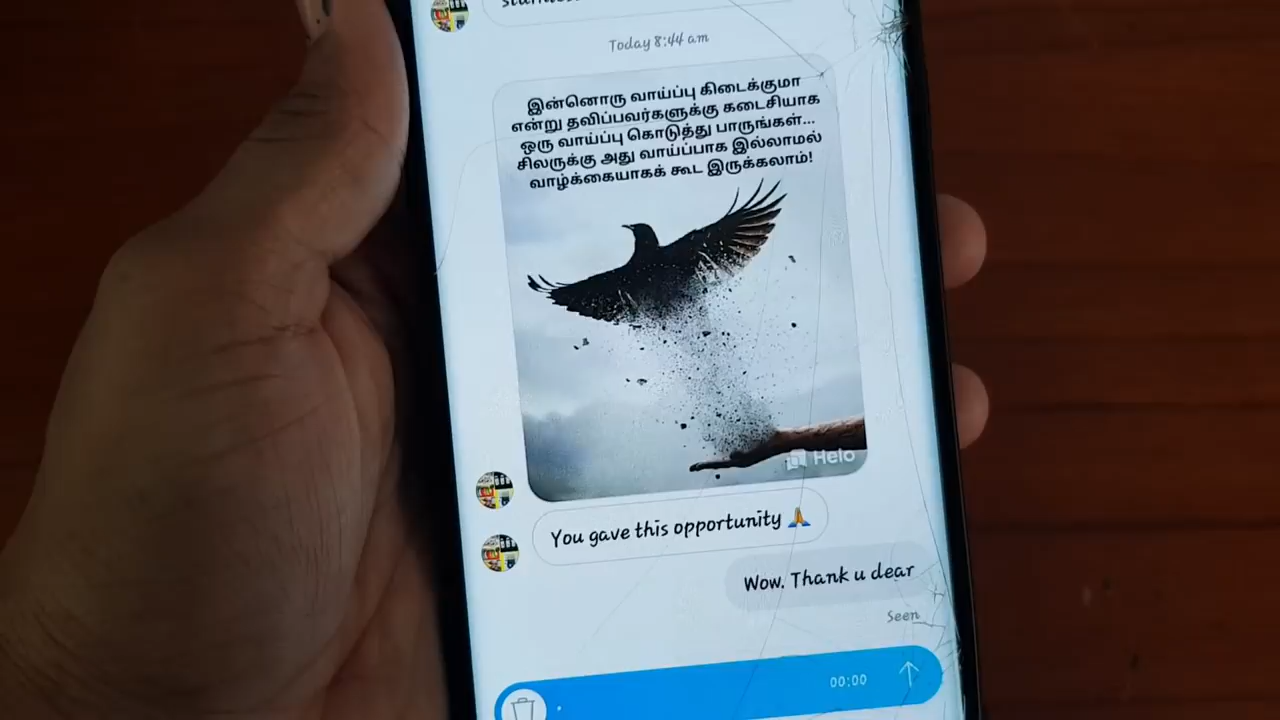 Today 8:44 am
இன்னொரு வாய்ப்பு கிடைக்குமா
என்று தவிப்பவர்களுக்கு கடைசியாக
ஒரு வாய்ப்பு கொடுத்து பாருங்கள்...
சிலருக்கு அது வாய்ப்பாக இல்லாமல்
வாழ்க்கையாகக் கூட இருக்கலாம்!
Helo
You gave this opportunity 🙏
Wow. Thank u dear
Seen
00:00